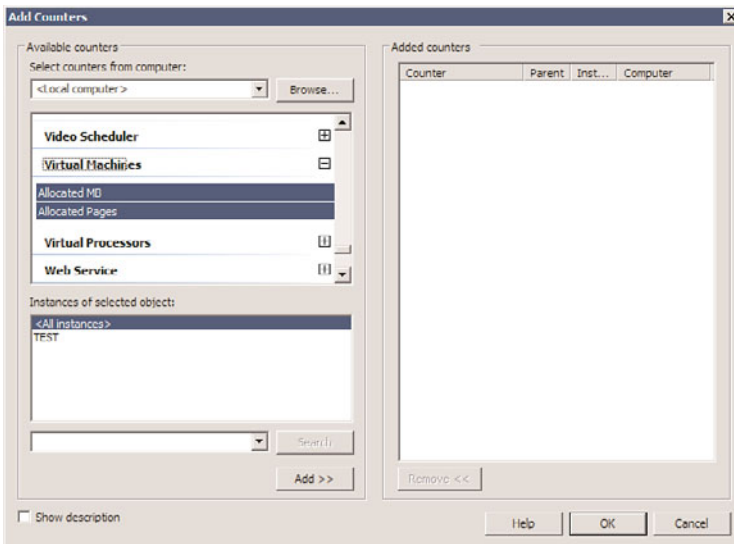 Add Counters
Available counters
Select counters from computer:
<Local computer>
Browse...
Video Scheduler
Virtual Machines
Allocated MB
Allocated Pages
Virtual Processors
Web Service
Instances of selected object:
<All instances>
TEST
Search
Add >>
Show description
Added counters
Counter Parent Inst... Computer
Remove <<
Help OK Cancel